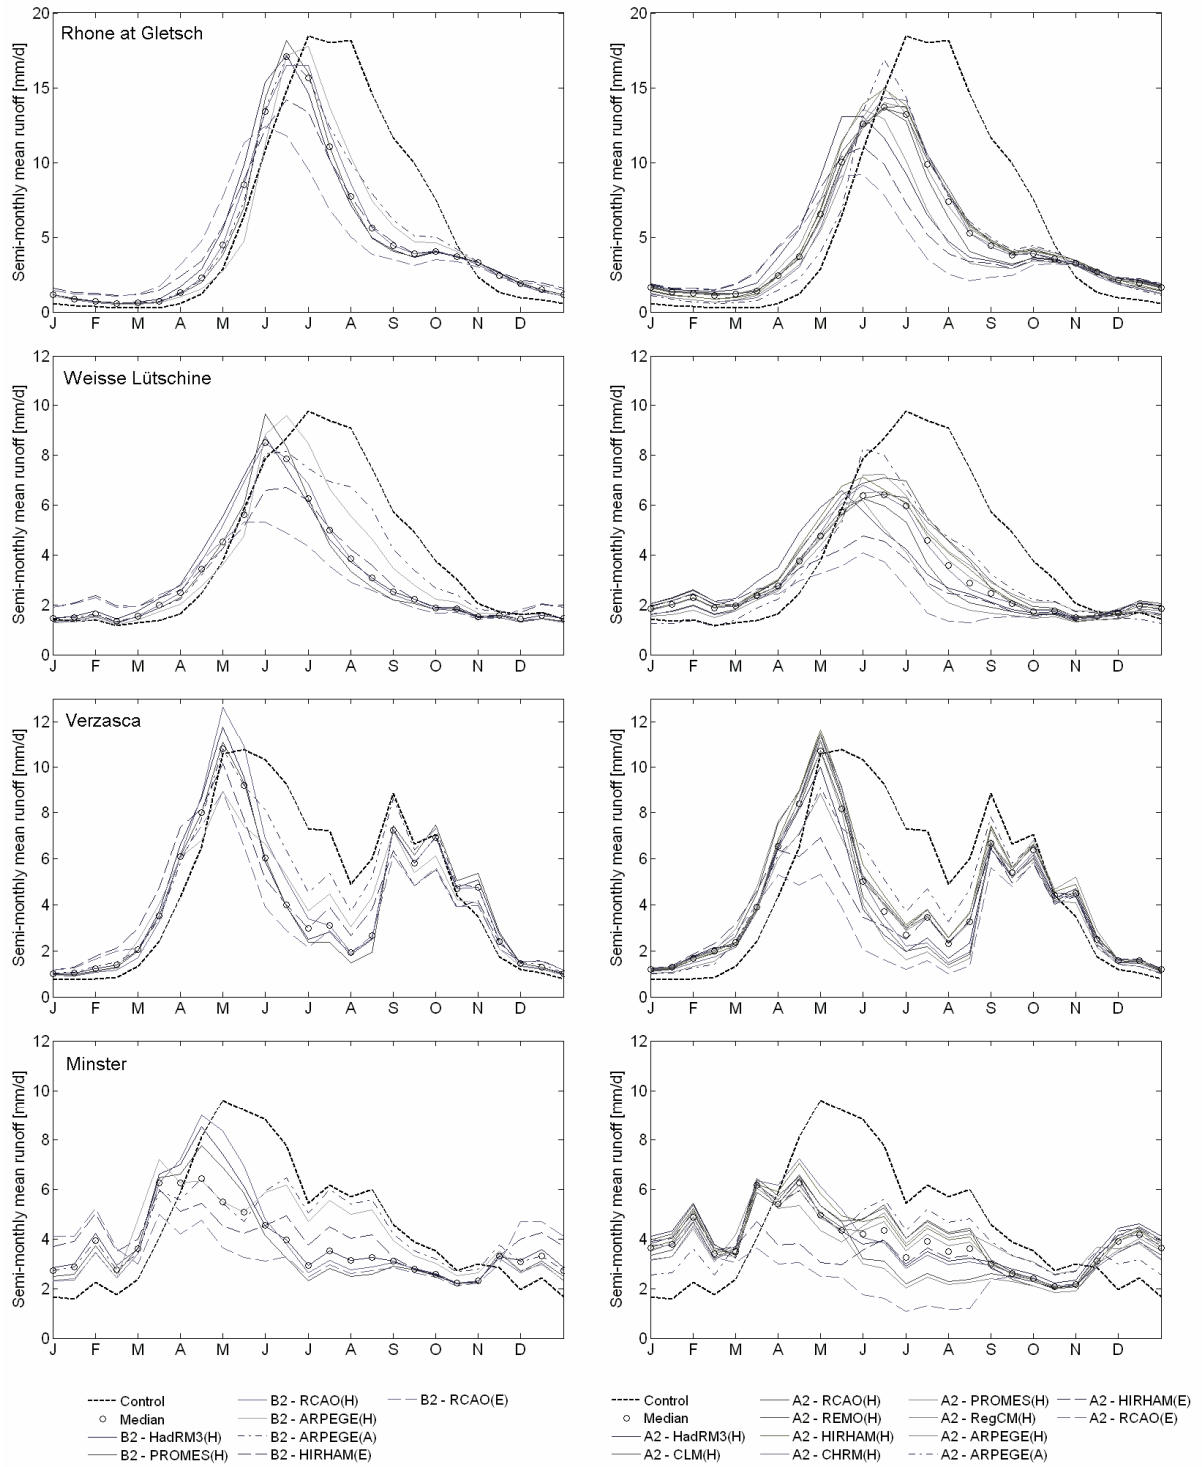 Rhone at Gletsch
Semi-monthly mean runoff [mm/d]
20
15
10
5
0
J F M A M J J A S O N D
Semi-monthly mean runoff [mm/d]
20
15
10
5
0
J F M A M J J A S O N D
Weisse Lütschine
Semi-monthly mean runoff [mm/d]
12
10
8
6
4
2
0
J F M A M J J A S O N D
Semi-monthly mean runoff [mm/d]
12
10
8
6
4
2
0
J F M A M J J A S O N D
Verzasca
Semi-monthly mean runoff [mm/d]
12
10
8
6
4
2
0
J F M A M J J A S O N D
Semi-monthly mean runoff [mm/d]
12
10
8
6
4
2
0
J F M A M J J A S O N D
Minster
Semi-monthly mean runoff [mm/d]
12
10
8
6
4
2
0
J F M A M J J A S O N D
Semi-monthly mean runoff [mm/d]
12
10
8
6
4
2
0
J F M A M J J A S O N D
Control
Median
B2 - HadRM3(H)
B2 - PROMES(H)
B2 - RCAO(H)
B2 - ARPEGE(H)
B2 - ARPEGE(A)
B2 - HIRHAM(E)
B2 - RCAO(E)
Control
Median
A2 - HadRM3(H)
A2 - CLM(H)
A2 - RCAO(H)
A2 - REMO(H)
A2 - HIRHAM(H)
A2 - CHRM(H)
A2 - PROMES(H)
A2 - RegCM(H)
A2 - ARPEGE(H)
A2 - ARPEGE(A)
A2 - HIRHAM(E)
A2 - RCAO(E)